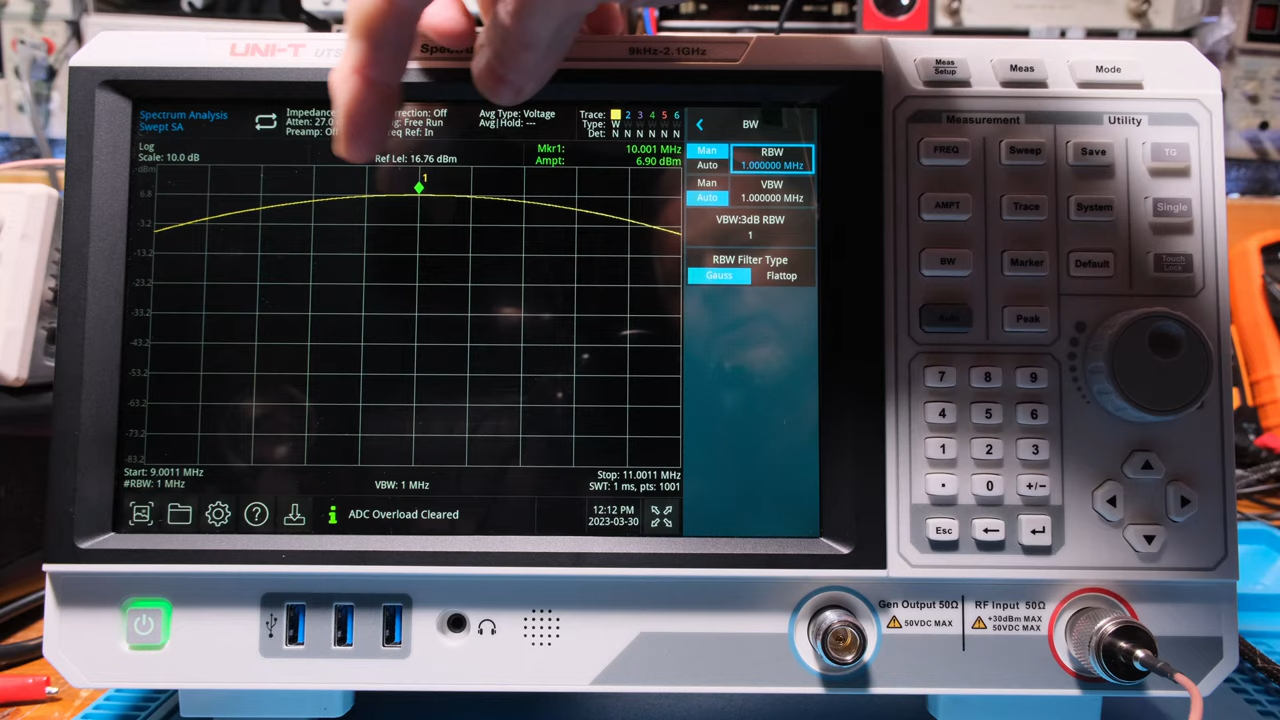 UNI-T UTS
9kHz-2.1GHz
Spectrum Analysis
Swept SA
Atten: 27.0
Preamp:
rection: Off
Free Run
Ref: In
Avg Type: Voltage
Avg|Hold: ---
Trace: 2 3 4 5 6
Type: W
Det: N N N N N N
Log
Scale: 10.0 dB
dBm
Ref Lel: 16.76 dBm
Mkr1: 10.001 MHz
Ampt: 6.90 dBm
1
6.8
-3.2
-13.2
-23.2
-33.2
-43.2
-53.2
-63.2
-73.2
-83.2
Start: 9.0011 MHz
#RBW: 1 MHz
VBW: 1 MHz
Stop: 11.0011 MHz
SWT: 1 ms, pts: 1001
ADC Overload Cleared
12:12 PM
2023-03-30
BW
Man
Auto
RBW
1.000000 MHz
Man
Auto
VBW
1.000000 MHz
VBW:3dB RBW
1
RBW Filter Type
Gauss Flattop
Meas
Setup
Meas
Mode
Measurement
Utility
FREQ Sweep Save TG
AMPT Trace System Single
BW Marker Default Touch
Lock
Auto Peak
7 8 9
4 5 6
1 2 3
. 0 +/-
Esc
Gen Output 50Ω
50VDC MAX
RF Input 50Ω
+30dBm MAX
50VDC MAX